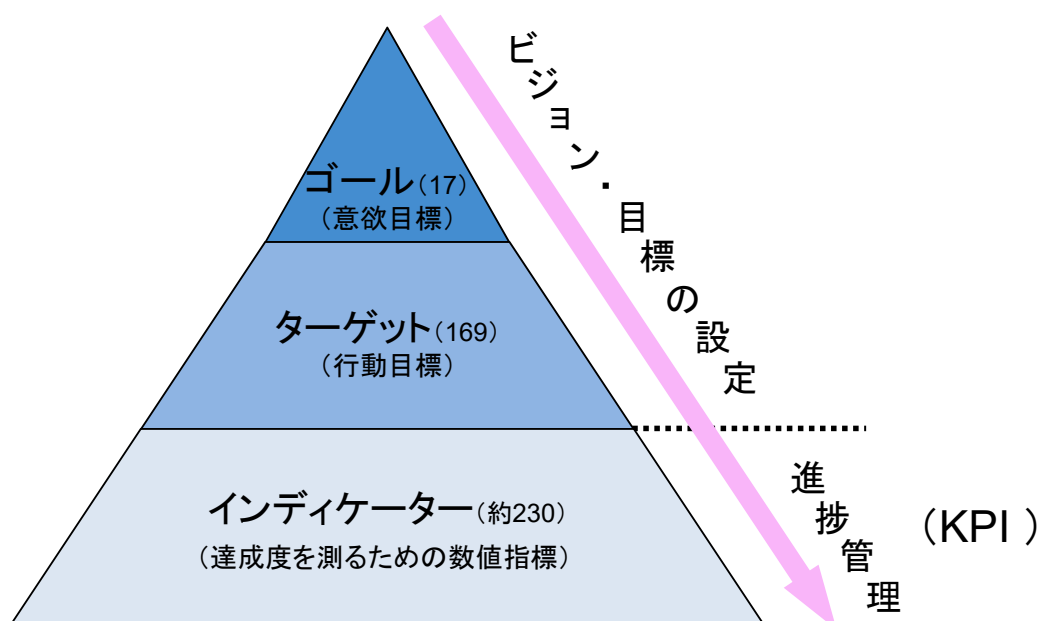 ゴール(17)
(意欲目標)
ターゲット(169)
(行動目標)
インディケーター(約230)
(達成度を測るための数値指標)
ビジョン・目標の設定
進捗管理
(KPI )